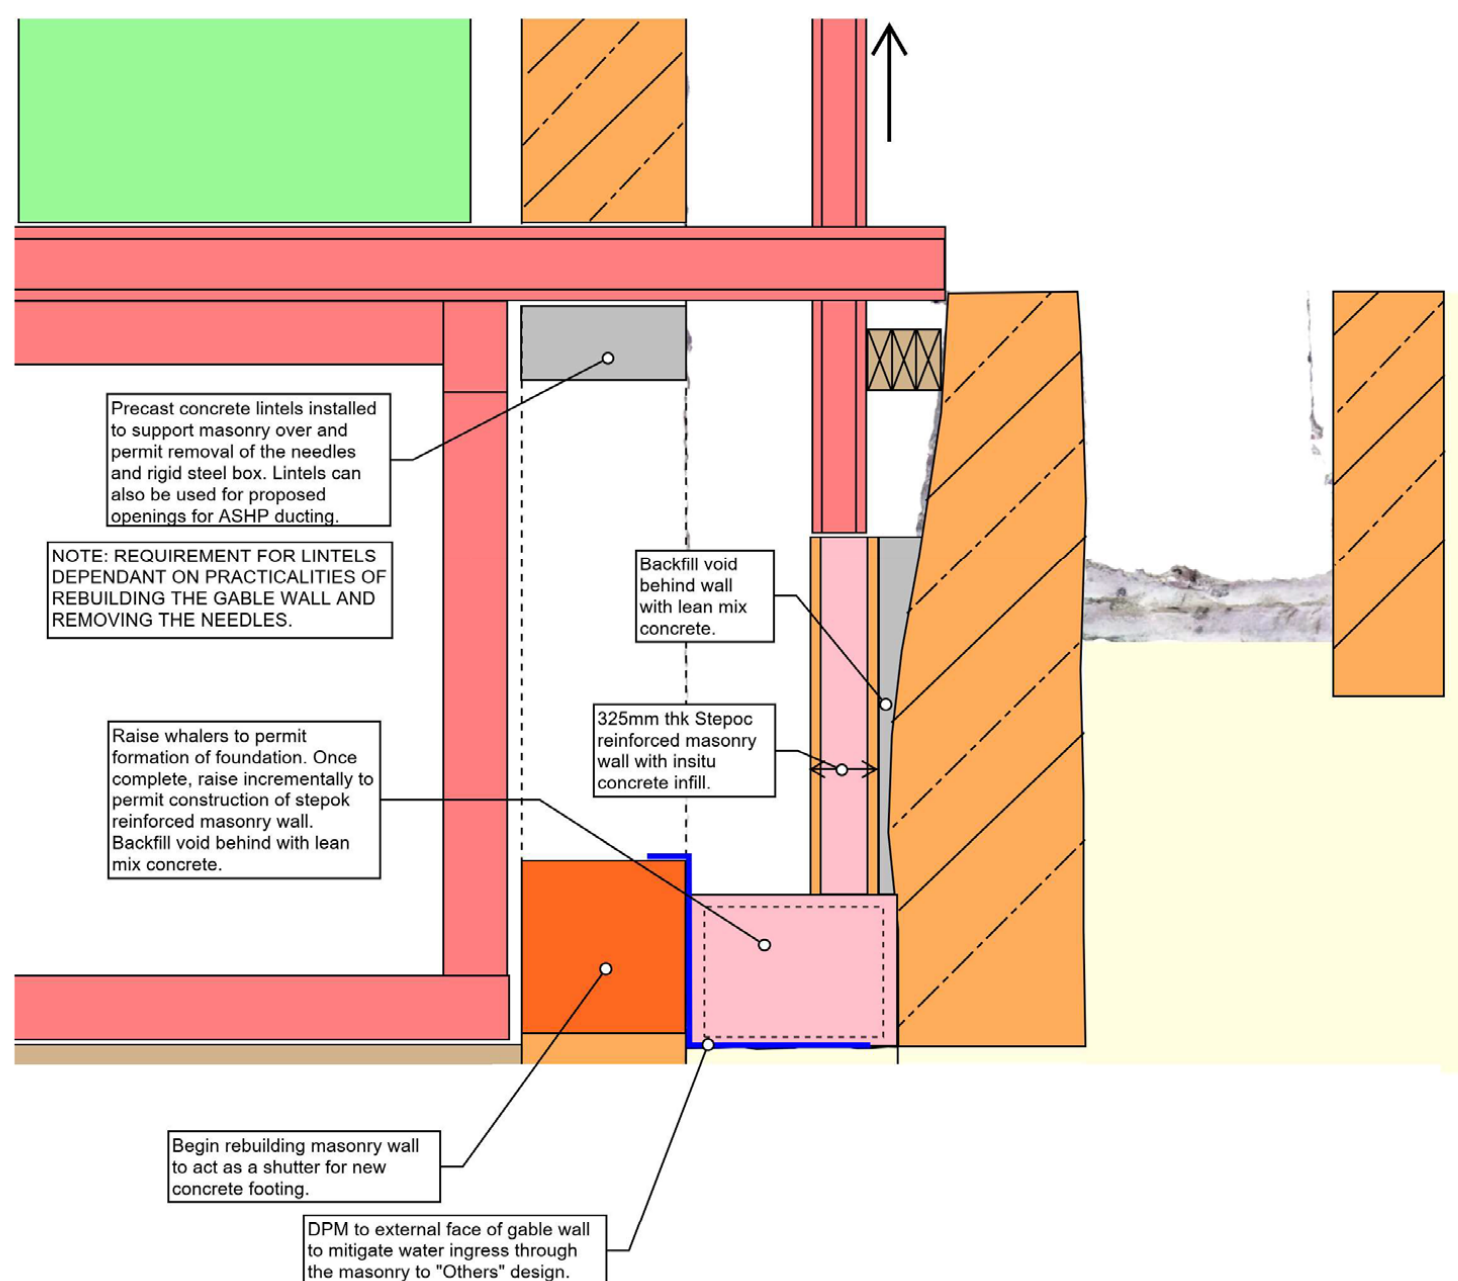 Precast concrete lintels installed
to support masonry over and
permit removal of the needles
and rigid steel box. Lintels can
also be used for proposed
openings for ASHP ducting.
NOTE: REQUIREMENT FOR LINTELS
DEPENDANT ON PRACTICALITIES OF
REBUILDING THE GABLE WALL AND
REMOVING THE NEEDLES.
Backfill void
behind wall
with lean mix
concrete.
325mm thk Stepoc
reinforced masonry
wall with insitu
concrete infill.
Raise whalers to permit
formation of foundation. Once
complete, raise incrementally to
permit construction of stepok
reinforced masonry wall.
Backfill void behind with lean
mix concrete.
Begin rebuilding masonry wall
to act as a shutter for new
concrete footing.
DPM to external face of gable wall
to mitigate water ingress through
the masonry to "Others" design.